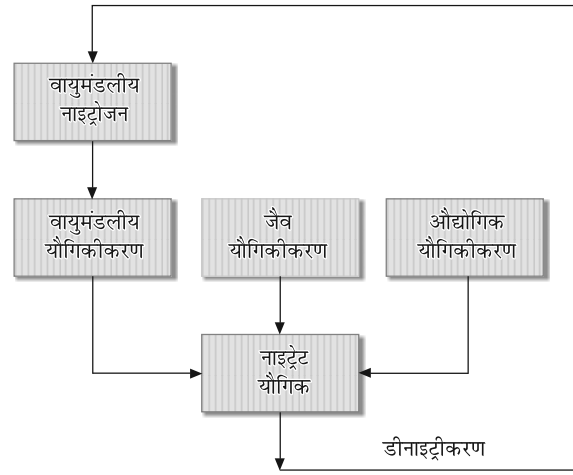 वायुमंडलीय
नाइट्रोजन
वायुमंडलीय
यौगिकीकरण
जैव
यौगिकीकरण
औद्योगिक
यौगिकीकरण
नाइट्रेट
यौगिक
डीनाइट्रीकरण